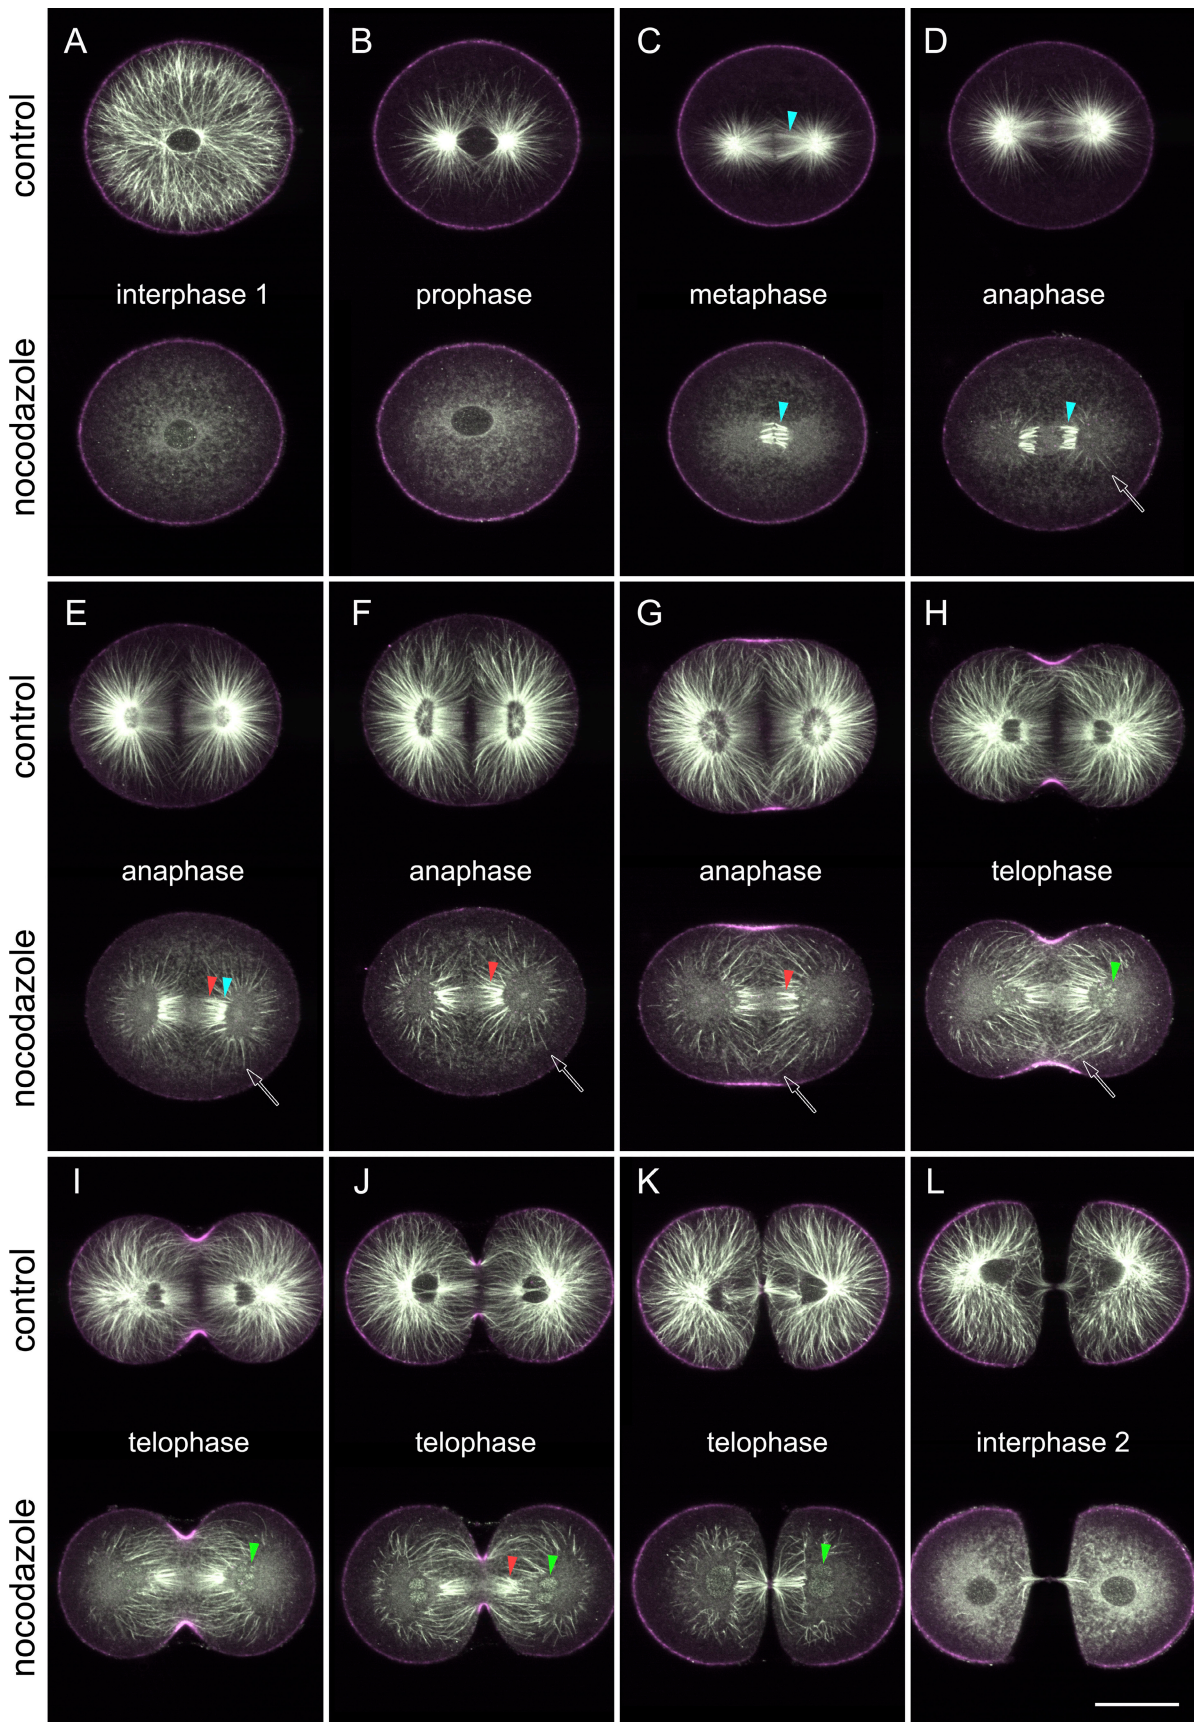 A
B
C
D
control
interphase 1
prophase
metaphase
anaphase
nocodazole
E
F
G
H
control
anaphase
anaphase
anaphase
telophase
nocodazole
I
J
K
L
control
telophase
telophase
telophase
interphase 2
nocodazole